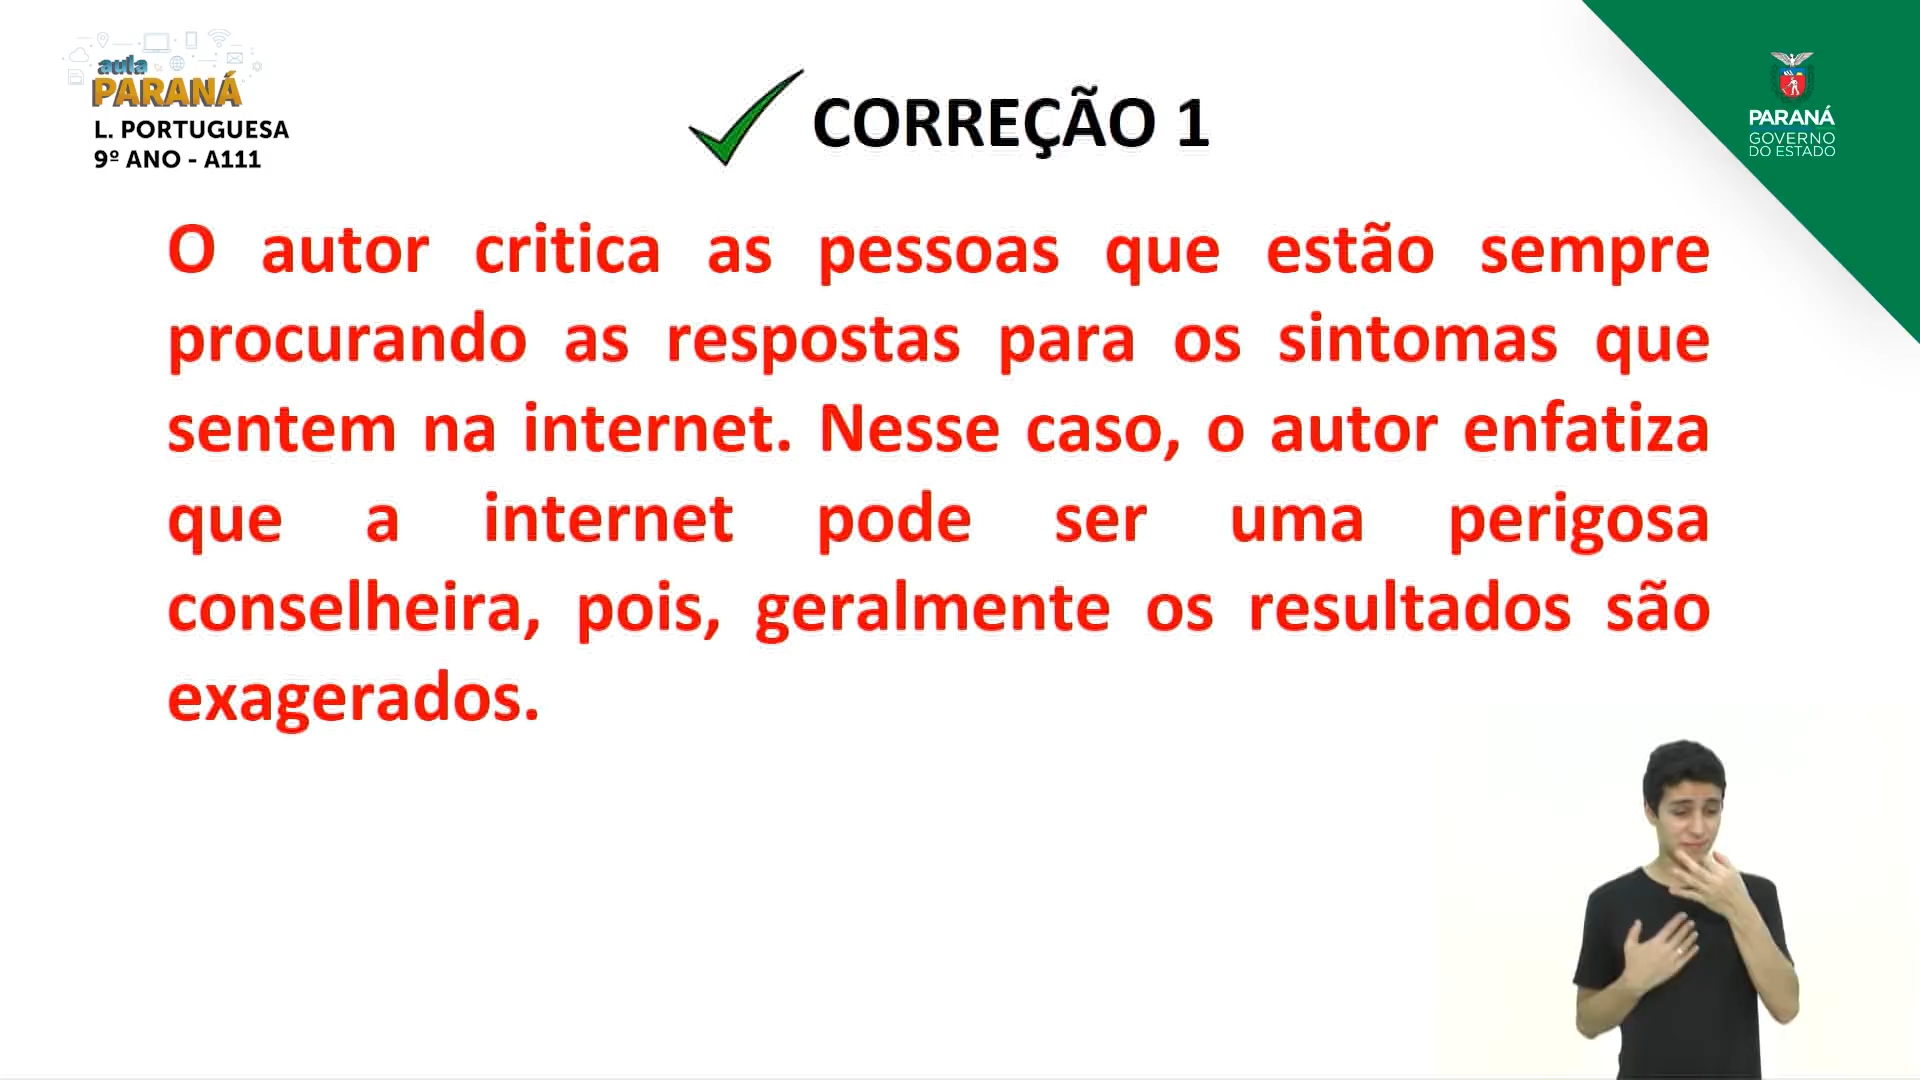 aula
PARANÁ
L. PORTUGUESA
9º ANO - A111
CORREÇÃO 1
PARANÁ
GOVERNO
DO ESTADO
O autor critica as pessoas que estão sempre
procurando as respostas para os sintomas que
sentem na internet. Nesse caso, o autor enfatiza
que a internet pode ser uma perigosa
conselheira, pois, geralmente os resultados são
exagerados.